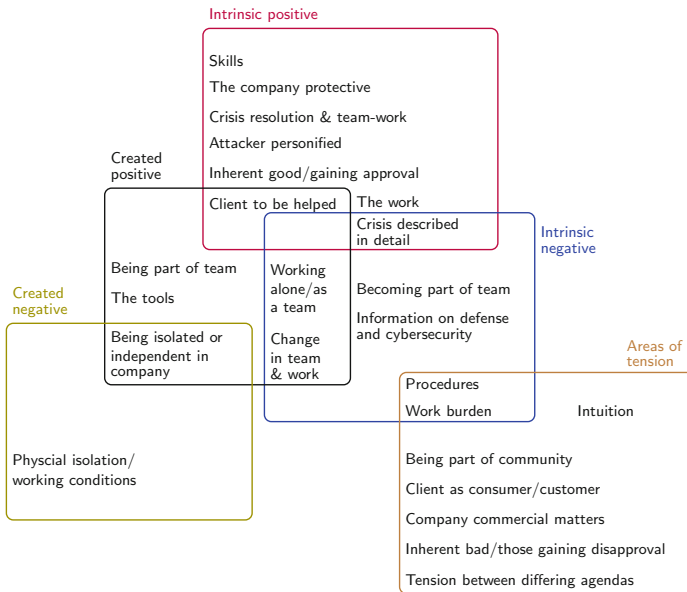 Intrinsic positive
Skills
The company protective
Crisis resolution & team-work
Attacker personified
Inherent good/gaining approval
Created
positive
Client to be helped
The work
Crisis described
in detail
Intrinsic
negative
Being part of team
The tools
Being isolated or
independent in
company
Working
alone/as
a team
Change
in team
& work
Becoming part of team
Information on defense
and cybersecurity
Created
negative
Physcial isolation/
working conditions
Areas of
tension
Procedures
Work burden
Intuition
Being part of community
Client as consumer/customer
Company commercial matters
Inherent bad/those gaining disapproval
Tension between differing agendas